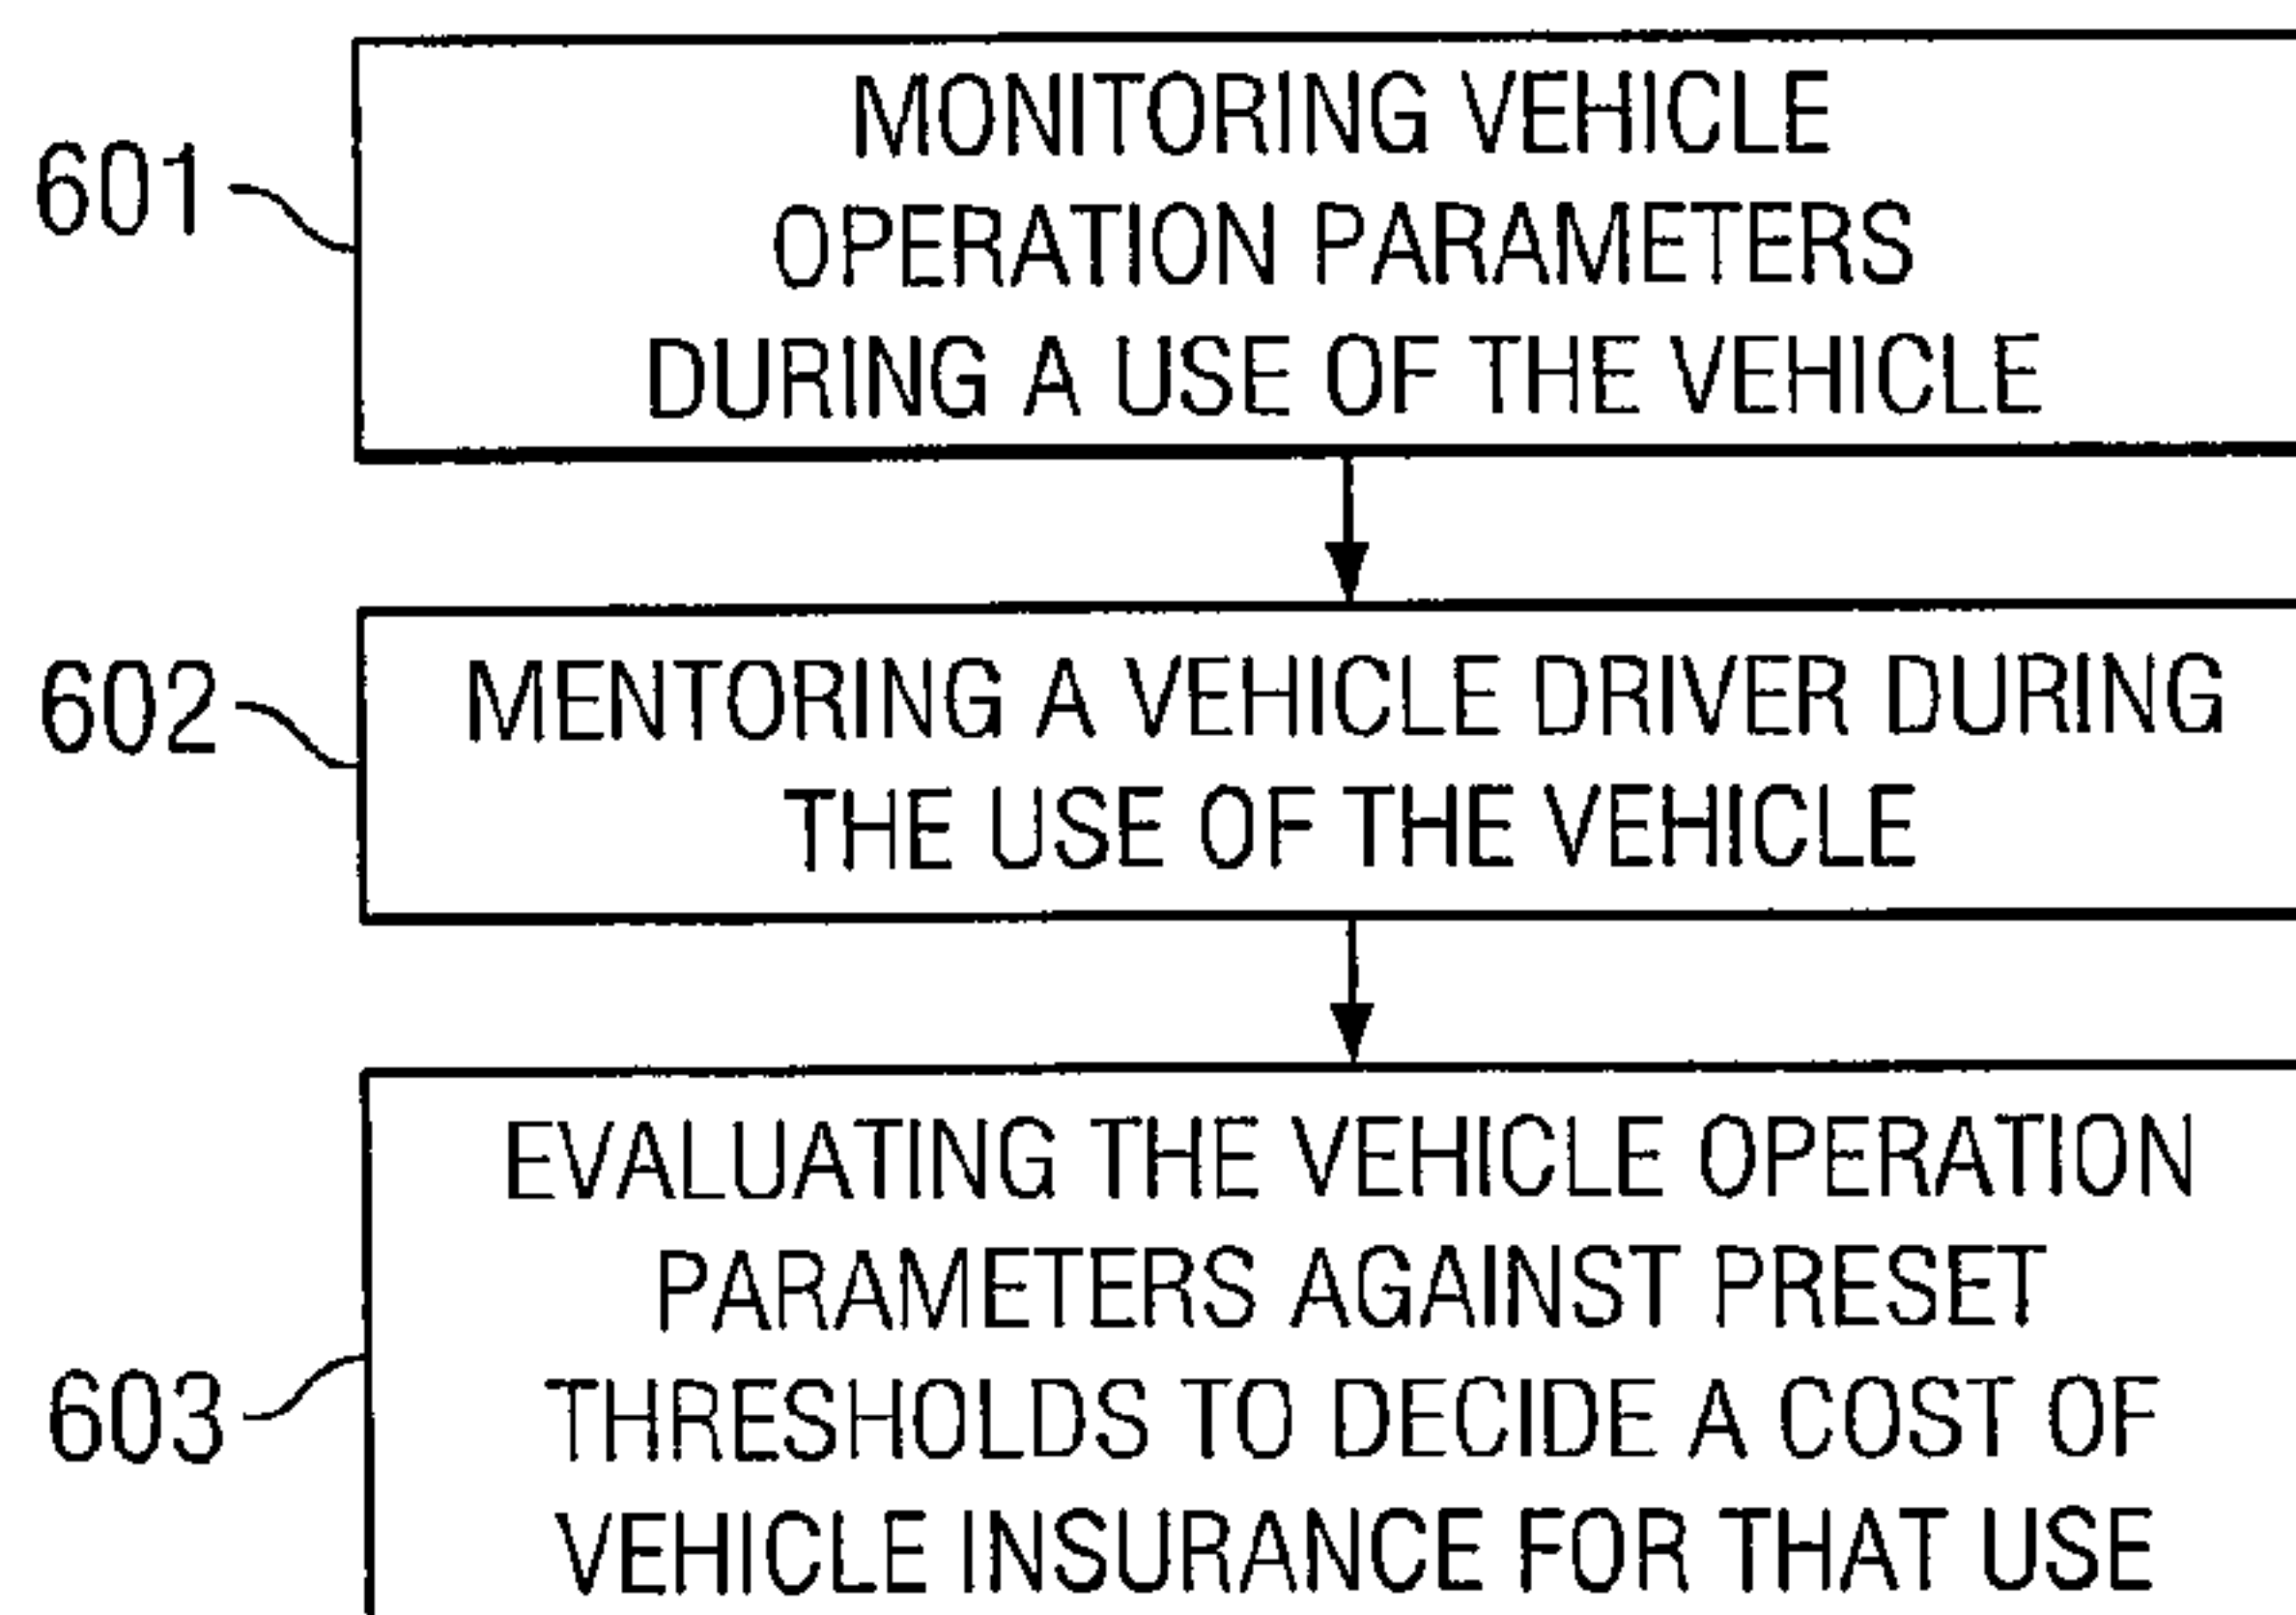 601
MONITORING VEHICLE
OPERATION PARAMETERS
DURING A USE OF THE VEHICLE
602
MENTORING A VEHICLE DRIVER DURING
THE USE OF THE VEHICLE
603
EVALUATING THE VEHICLE OPERATION
PARAMETERS AGAINST PRESET
THRESHOLDS TO DECIDE A COST OF
VEHICLE INSURANCE FOR THAT USE